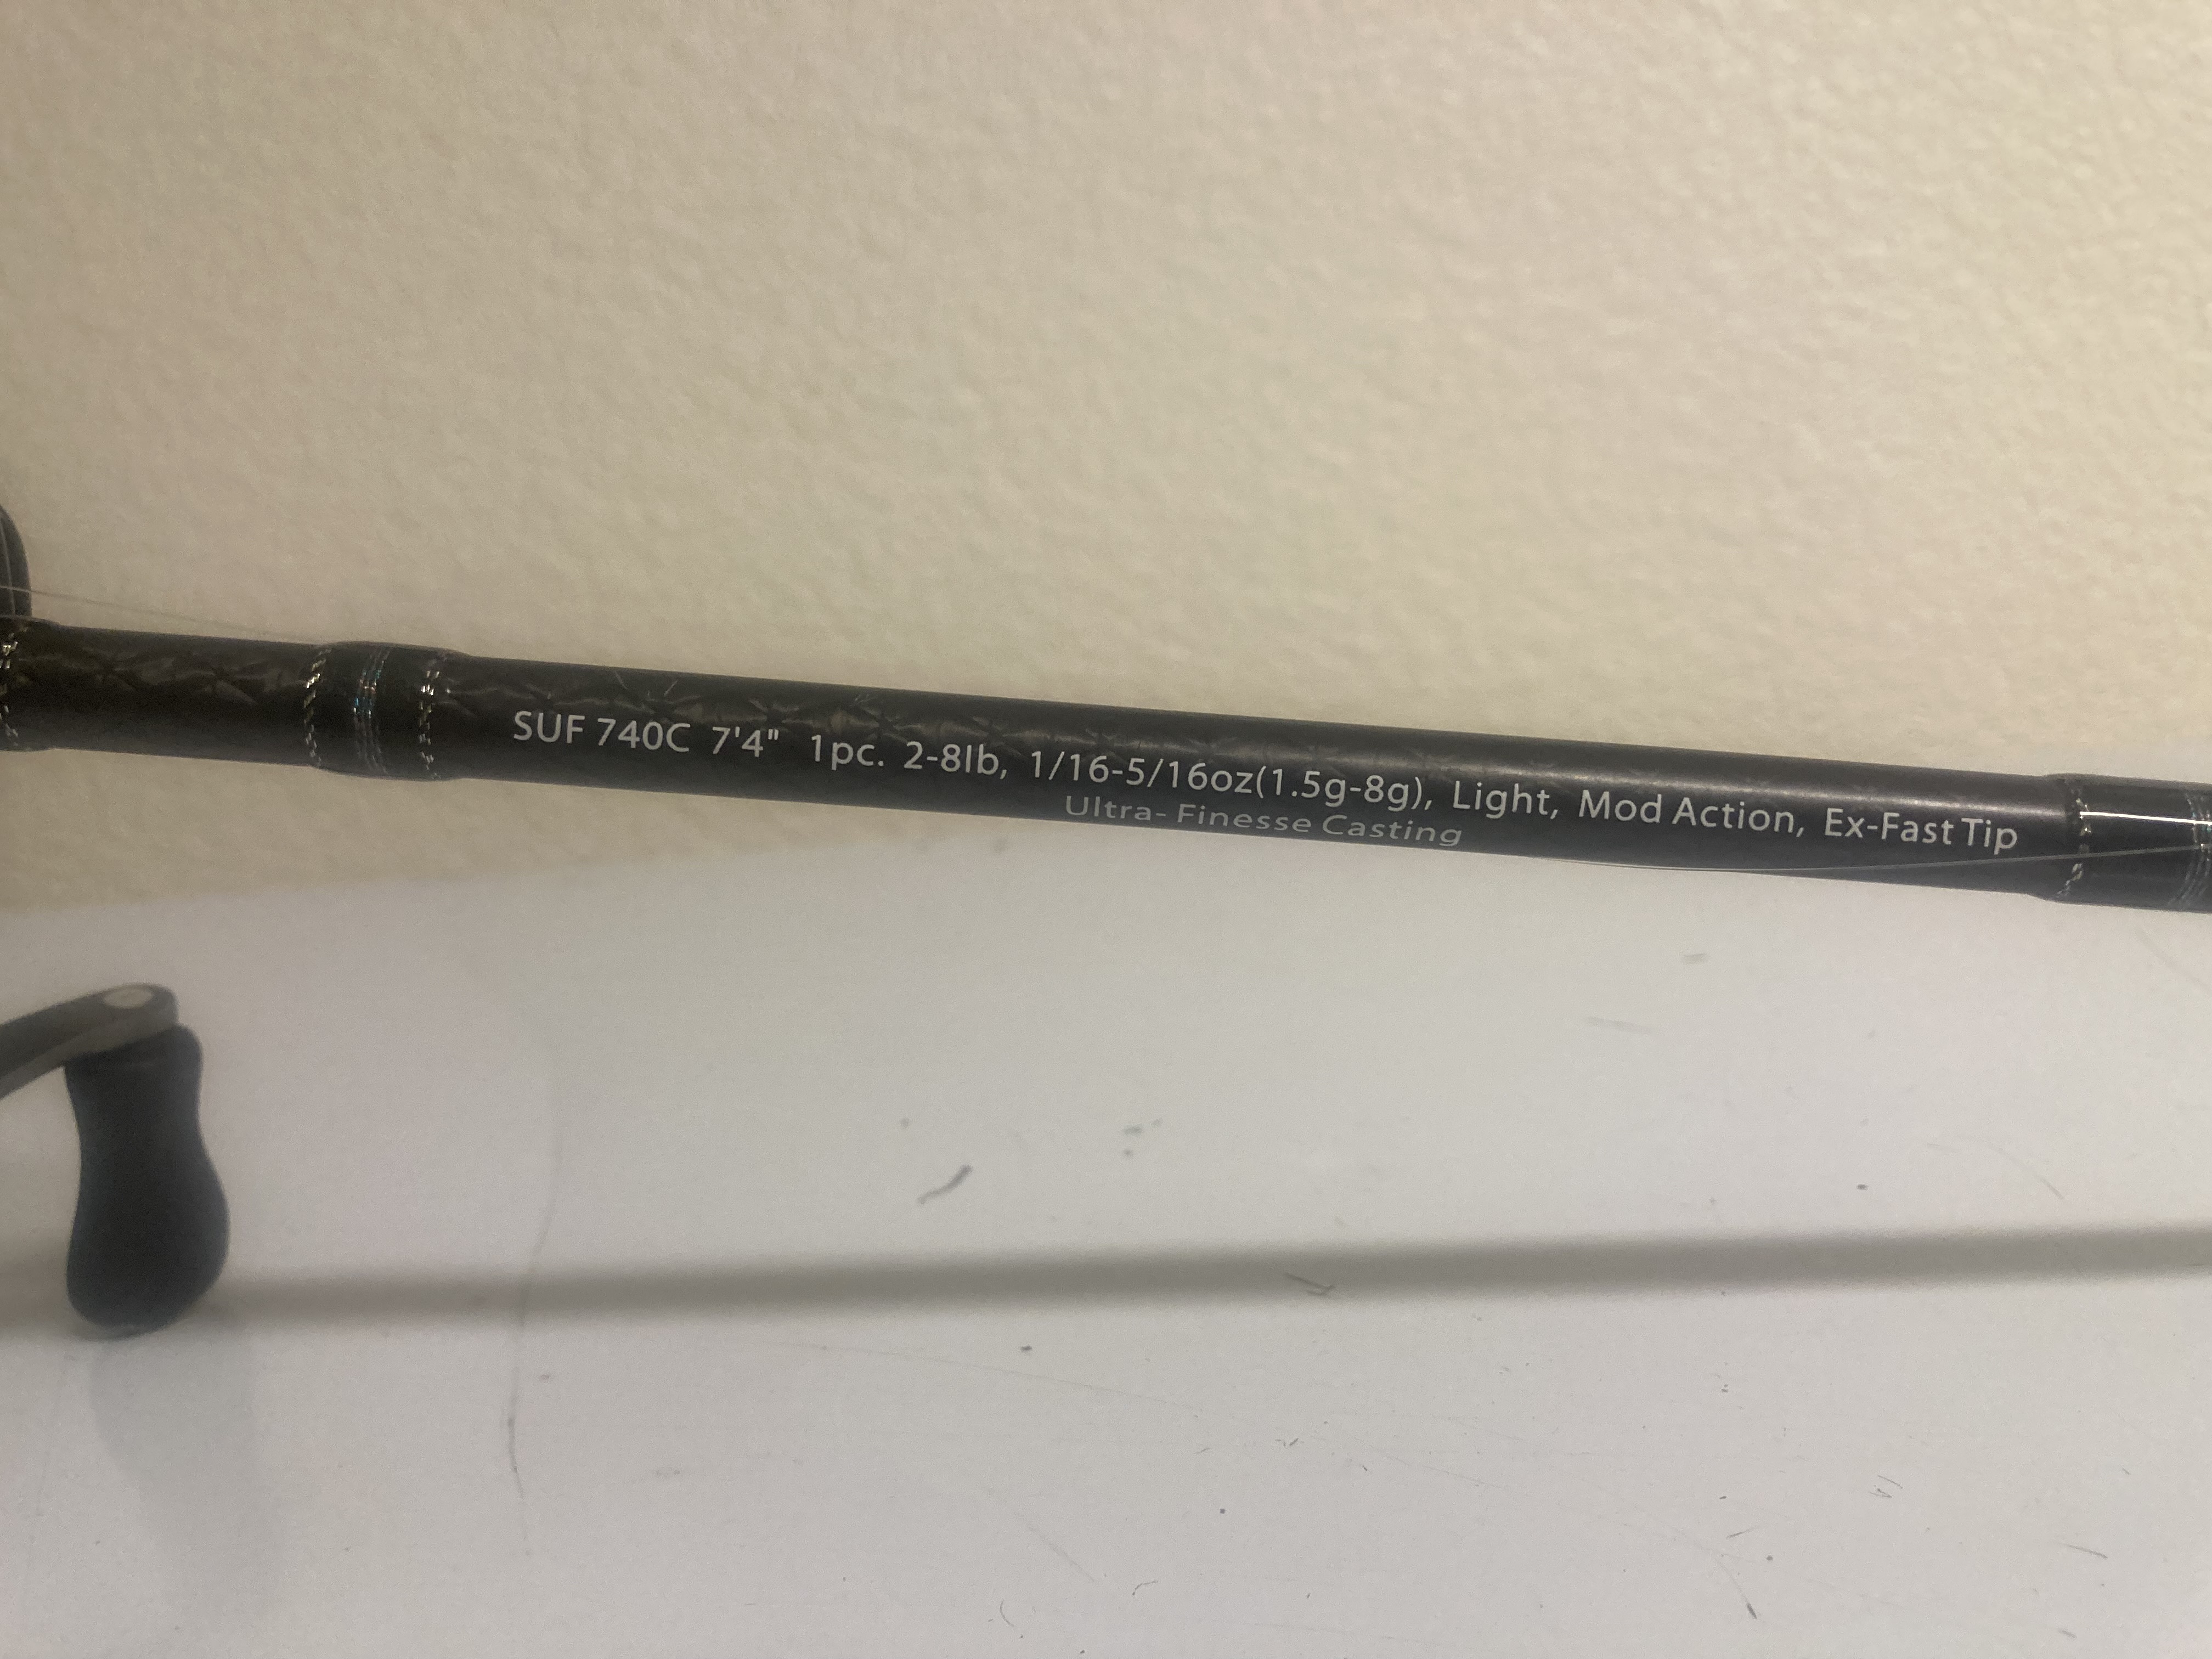 SUF 740C 7'4" 1pc. 2-8lb, 1/16-5/16oz(1.5g-8g), Light, Mod Action, Ex-Fast Tip
Ultra- Finesse Casting